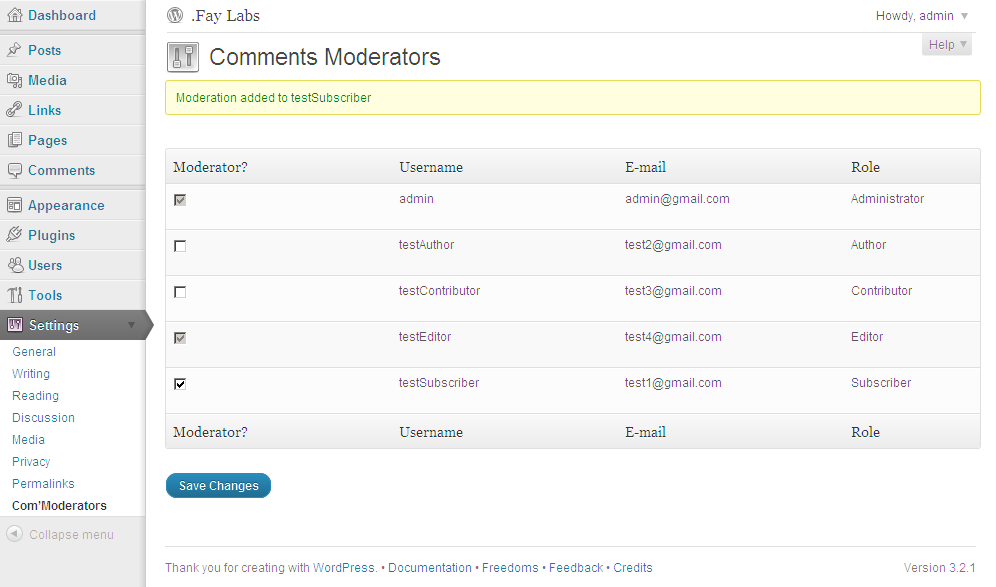 Dashboard
Posts
Media
Links
Pages
Comments
Appearance
Plugins
Users
Tools
Settings
General
Writing
Reading
Discussion
Media
Privacy
Permalinks
Com'Moderators
Collapse menu
.Fay Labs
Howdy, admin
Help
Comments Moderators
Moderation added to testSubscriber
Moderator? Username E-mail Role
admin admin@gmail.com Administrator
testAuthor test2@gmail.com Author
testContributor test3@gmail.com Contributor
testEditor test4@gmail.com Editor
testSubscriber test1@gmail.com Subscriber
Moderator? Username E-mail Role
Save Changes
Thank you for creating with WordPress. • Documentation • Freedoms • Feedback • Credits
Version 3.2.1